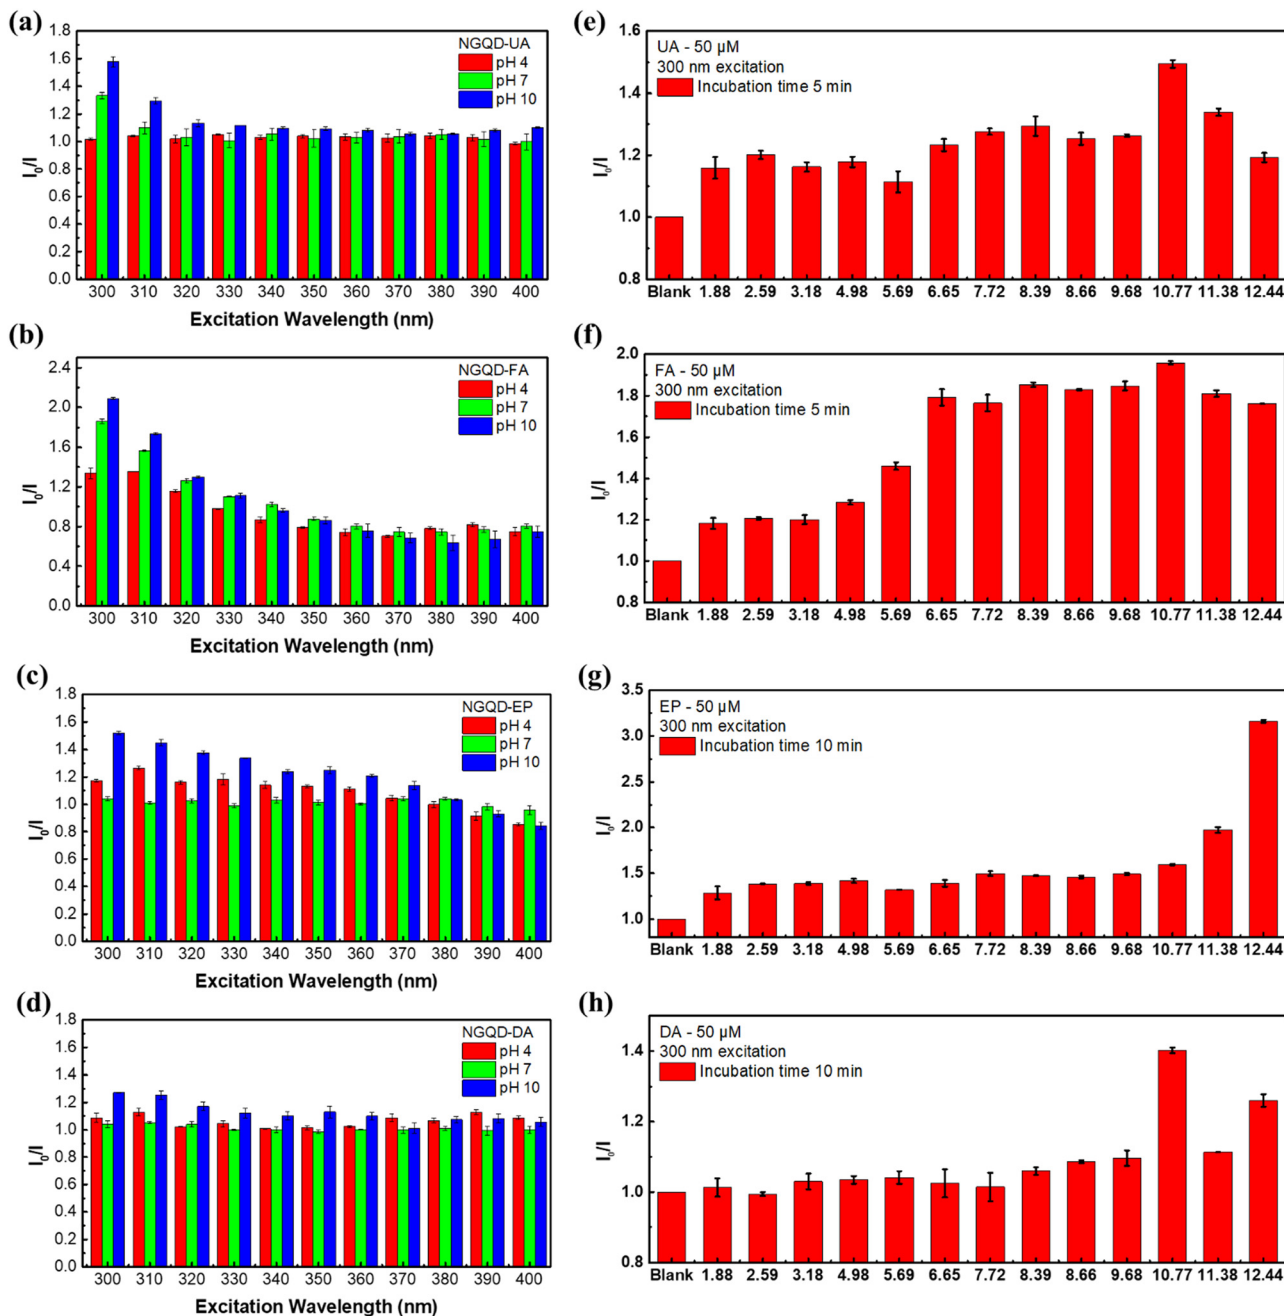 (a)
NGQD-UA
pH 4
pH 7
pH 10
I₀/I
1.8
1.6
1.4
1.2
1.0
0.8
0.6
0.4
0.2
0.0
300 310 320 330 340 350 360 370 380 390 400
Excitation Wavelength (nm)
(e)
UA - 50 µM
300 nm excitation
Incubation time 5 min
I₀/I
1.6
1.4
1.2
1.0
0.8
Blank 1.88 2.59 3.18 4.98 5.69 6.65 7.72 8.39 8.66 9.68 10.77 11.38 12.44
(b)
NGQD-FA
pH 4
pH 7
pH 10
I₀/I
2.4
2.0
1.6
1.2
0.8
0.4
0.0
300 310 320 330 340 350 360 370 380 390 400
Excitation Wavelength (nm)
(f)
FA - 50 µM
300 nm excitation
Incubation time 5 min
I₀/I
2.0
1.8
1.6
1.4
1.2
1.0
0.8
Blank 1.88 2.59 3.18 4.98 5.69 6.65 7.72 8.39 8.66 9.68 10.77 11.38 12.44
(c)
NGQD-EP
pH 4
pH 7
pH 10
I₀/I
1.8
1.6
1.4
1.2
1.0
0.8
0.6
0.4
0.2
0.0
300 310 320 330 340 350 360 370 380 390 400
Excitation Wavelength (nm)
(g)
EP - 50 µM
300 nm excitation
Incubation time 10 min
I₀/I
3.5
3.0
2.5
2.0
1.5
1.0
Blank 1.88 2.59 3.18 4.98 5.69 6.65 7.72 8.39 8.66 9.68 10.77 11.38 12.44
(d)
NGQD-DA
pH 4
pH 7
pH 10
I₀/I
1.8
1.6
1.4
1.2
1.0
0.8
0.6
0.4
0.2
0.0
300 310 320 330 340 350 360 370 380 390 400
Excitation Wavelength (nm)
(h)
DA - 50 µM
300 nm excitation
Incubation time 10 min
I₀/I
1.4
1.2
1.0
0.8
Blank 1.88 2.59 3.18 4.98 5.69 6.65 7.72 8.39 8.66 9.68 10.77 11.38 12.44